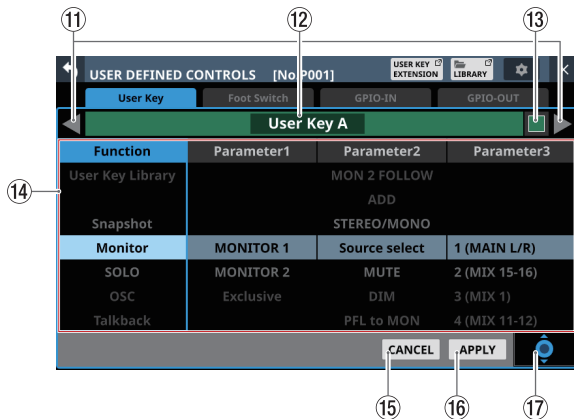 ⑪ ⑫ ⑬
USER DEFINED CONTROLS [No.P001]
USER KEY EXTENSION
LIBRARY
User Key Foot Switch GPIO-IN GPIO-OUT
User Key A
Function Parameter1 Parameter2 Parameter3
User Key Library MON 2 FOLLOW
ADD
⑭
Snapshot STEREO/MONO
Monitor MONITOR 1 Source select 1 (MAIN L/R)
SOLO MONITOR 2 MUTE 2 (MIX 15-16)
OSC Exclusive DIM 3 (MIX 1)
Talkback PFL to MON 4 (MIX 11-12)
CANCEL APPLY
⑮ ⑯ ⑰